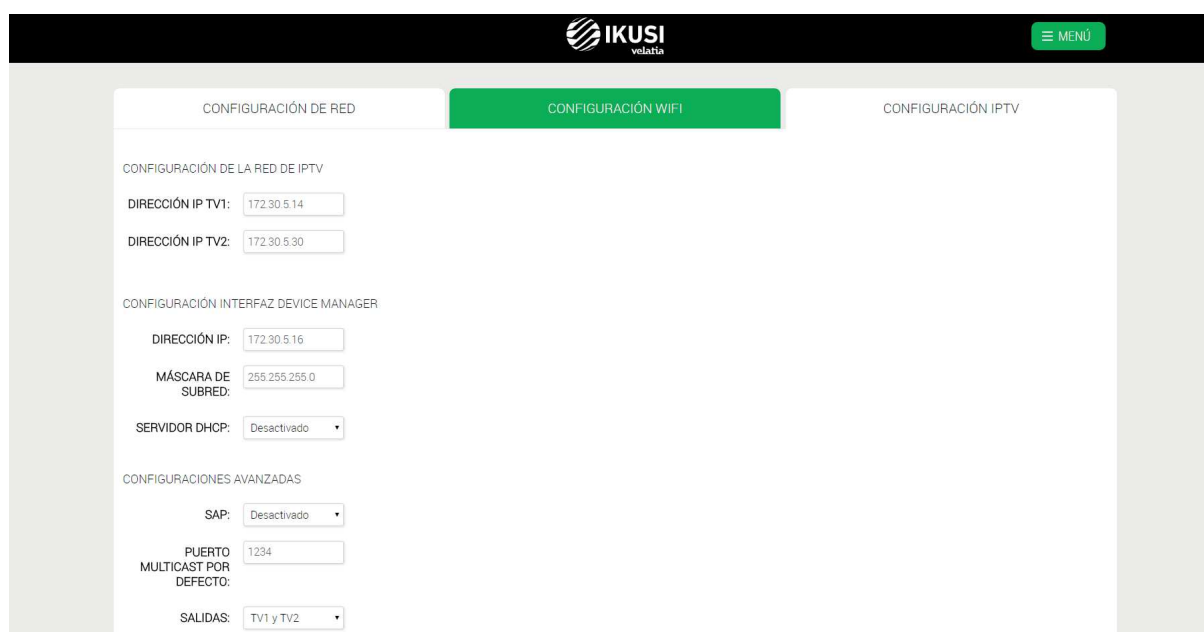 IKUSI
velatia
☰ MENÚ
CONFIGURACIÓN DE RED
CONFIGURACIÓN WIFI
CONFIGURACIÓN IPTV
CONFIGURACIÓN DE LA RED DE IPTV
DIRECCIÓN IP TV1: 172.30.5.14
DIRECCIÓN IP TV2: 172.30.5.30
CONFIGURACIÓN INTERFAZ DEVICE MANAGER
DIRECCIÓN IP: 172.30.5.16
MÁSCARA DE 255.255.255.0
SUBRED:
SERVIDOR DHCP: Desactivado
CONFIGURACIONES AVANZADAS
SAP: Desactivado
PUERTO 1234
MULTICAST POR
DEFECTO:
SALIDAS: TV1 y TV2